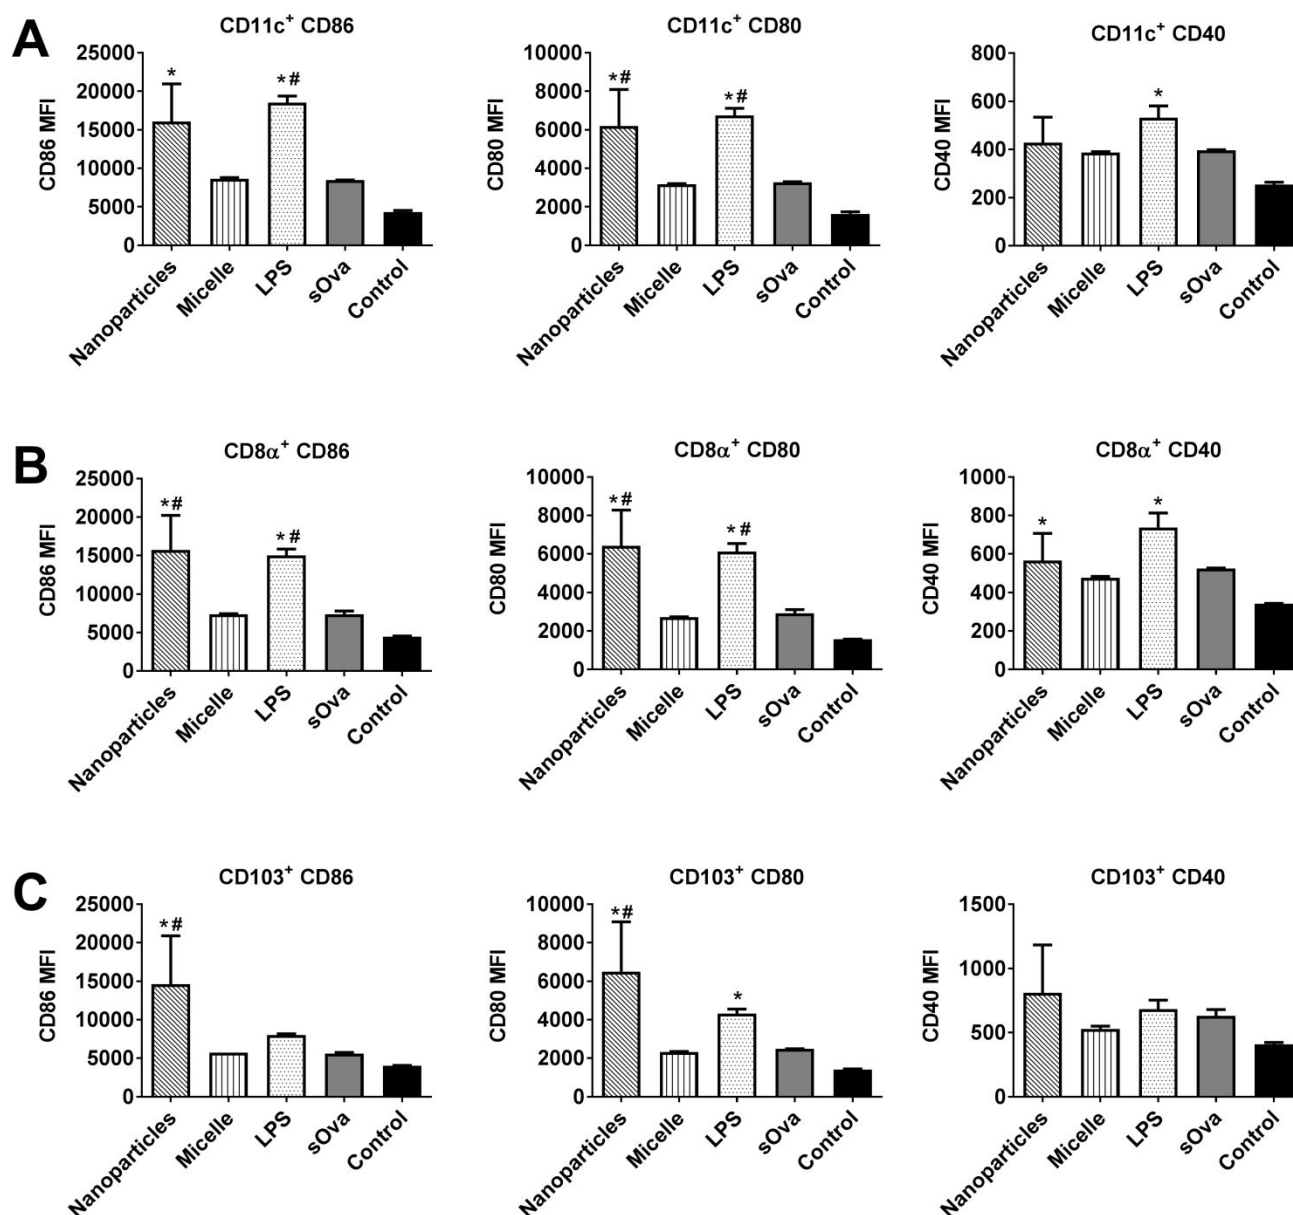 A
CD11c⁺ CD86
CD86 MFI
25000
20000
15000
10000
5000
0
*
*#
Nanoparticles
Micelle
LPS
sOva
Control
CD11c⁺ CD80
CD80 MFI
10000
8000
6000
4000
2000
0
*#
*#
Nanoparticles
Micelle
LPS
sOva
Control
CD11c⁺ CD40
CD40 MFI
800
600
400
200
0
*
Nanoparticles
Micelle
LPS
sOva
Control
B
CD8α⁺ CD86
CD86 MFI
25000
20000
15000
10000
5000
0
*#
*#
Nanoparticles
Micelle
LPS
sOva
Control
CD8α⁺ CD80
CD80 MFI
10000
8000
6000
4000
2000
0
*#
*#
Nanoparticles
Micelle
LPS
sOva
Control
CD8α⁺ CD40
CD40 MFI
1000
800
600
400
200
0
*
*
Nanoparticles
Micelle
LPS
sOva
Control
C
CD103⁺ CD86
CD86 MFI
25000
20000
15000
10000
5000
0
*#
Nanoparticles
Micelle
LPS
sOva
Control
CD103⁺ CD80
CD80 MFI
10000
8000
6000
4000
2000
0
*#
*
Nanoparticles
Micelle
LPS
sOva
Control
CD103⁺ CD40
CD40 MFI
1500
1000
500
0
Nanoparticles
Micelle
LPS
sOva
Control